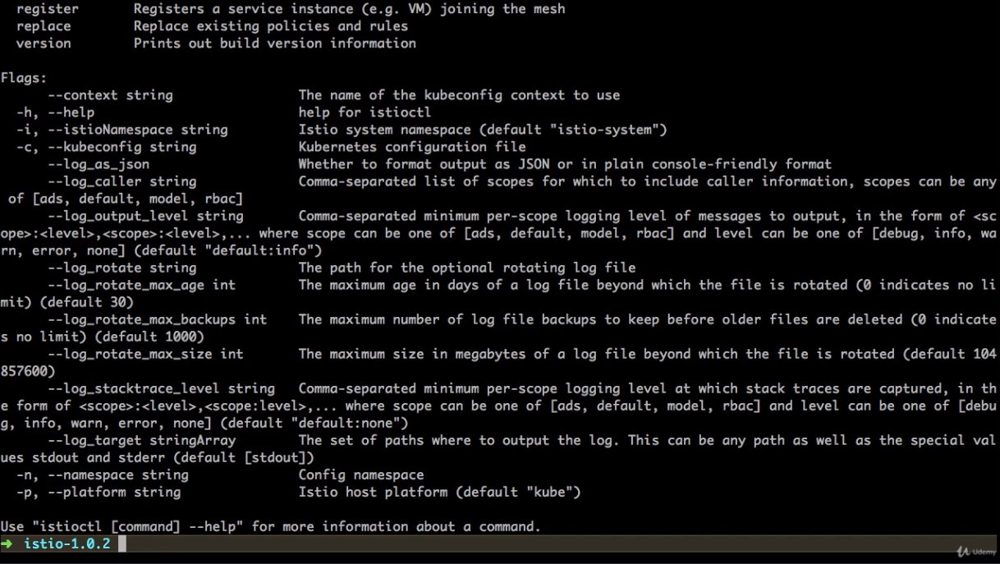 register       Registers a service instance (e.g. VM) joining the mesh
replace        Replace existing policies and rules
version        Prints out build version information

Flags:
      --context string                The name of the kubeconfig context to use
  -h, --help                          help for istioctl
  -i, --istioNamespace string         Istio system namespace (default "istio-system")
  -c, --kubeconfig string             Kubernetes configuration file
      --log_as_json                   Whether to format output as JSON or in plain console-friendly format
      --log_caller string             Comma-separated list of scopes for which to include caller information, scopes can be any
 of [ads, default, model, rbac]
      --log_output_level string       Comma-separated minimum per-scope logging level of messages to output, in the form of <sc
ope>:<level>,<scope>:<level>,... where scope can be one of [ads, default, model, rbac] and level can be one of [debug, info, wa
rn, error, none] (default "default:info")
      --log_rotate string             The path for the optional rotating log file
      --log_rotate_max_age int        The maximum age in days of a log file beyond which the file is rotated (0 indicates no li
mit) (default 30)
      --log_rotate_max_backups int    The maximum number of log file backups to keep before older files are deleted (0 indicate
s no limit) (default 1000)
      --log_rotate_max_size int       The maximum size in megabytes of a log file beyond which the file is rotated (default 104
857600)
      --log_stacktrace_level string   Comma-separated minimum per-scope logging level at which stack traces are captured, in th
e form of <scope>:<level>,<scope:level>,... where scope can be one of [ads, default, model, rbac] and level can be one of [debu
g, info, warn, error, none] (default "default:none")
      --log_target stringArray        The set of paths where to output the log. This can be any path as well as the special val
ues stdout and stderr (default [stdout])
  -n, --namespace string              Config namespace
  -p, --platform string               Istio host platform (default "kube")

Use "istioctl [command] --help" for more information about a command.
➜  istio-1.0.2
Udemy